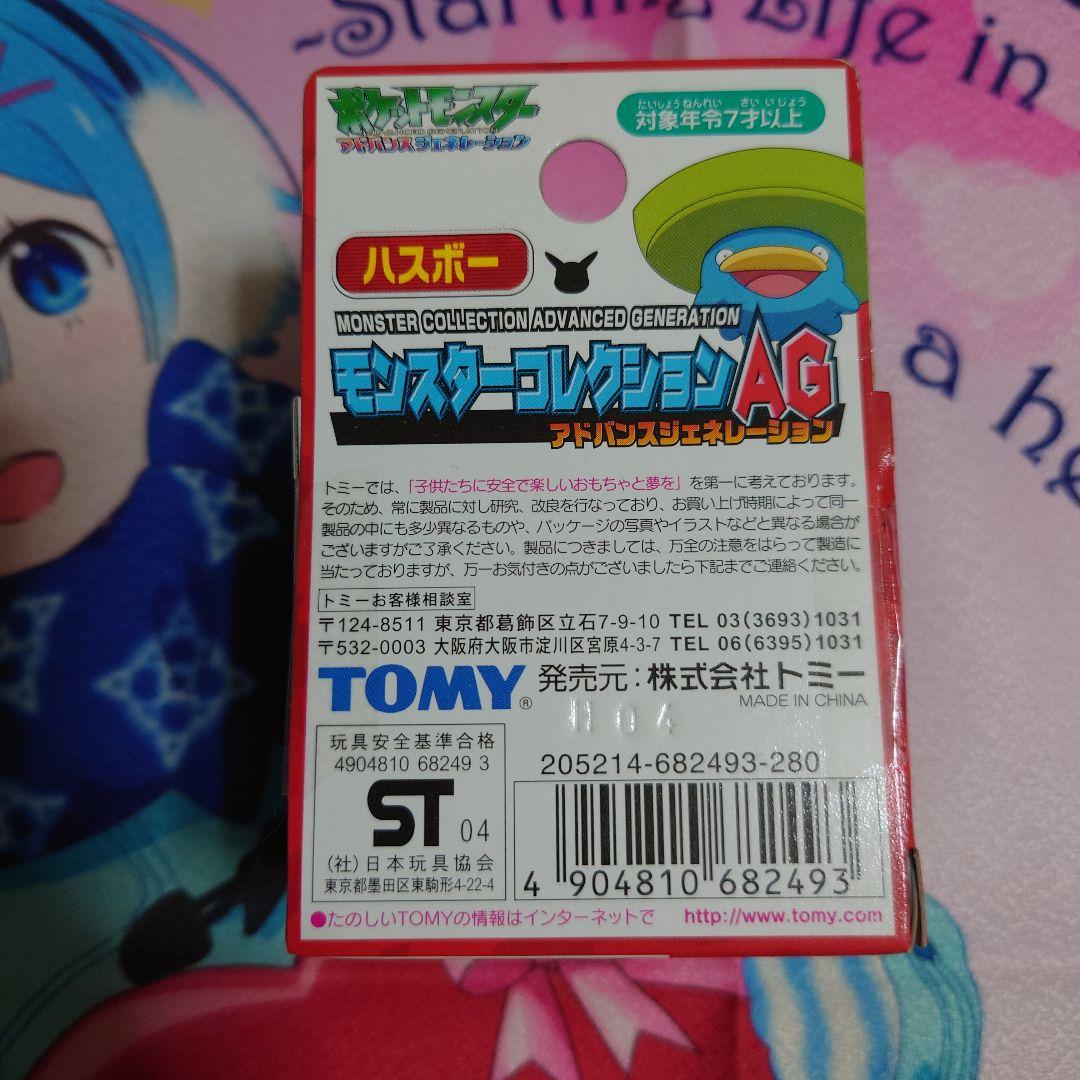 ~Starting Life in
a he
ポケットモンスター
ADVANCED GENERATION
アドバンスジェネレーション
たいしょうねんれい さいいじょう
対象年令7才以上
ハスボー
MONSTER COLLECTION ADVANCED GENERATION
モンスターコレクションAG
アドバンスジェネレーション
トミーでは、「子供たちに安全で楽しいおもちゃと夢を」を第一に考えております。
そのため、常に製品に対し研究、改良を行なっており、お買い上げ時期によって同一
製品の中にも多少異なるものや、パッケージの写真やイラストなどと異なる場合が
ございますがご了承ください。製品につきましては、万全の注意をはらって製造に
当たっておりますが、万一お気付きの点がございましたら下記までご連絡ください。
トミーお客様相談室
〒124-8511 東京都葛飾区立石7-9-10 TEL 03(3693)1031
〒532-0003 大阪府大阪市淀川区宮原4-3-7 TEL 06(6395)1031
TOMY® 発売元:株式会社トミー
MADE IN CHINA
1104
玩具安全基準合格
4904810 68249 3
ST 04
(社)日本玩具協会
東京都墨田区東駒形4-22-4
205214-682493-280
4 904810 682493
●たのしいTOMYの情報はインターネットで http://www.tomy.com